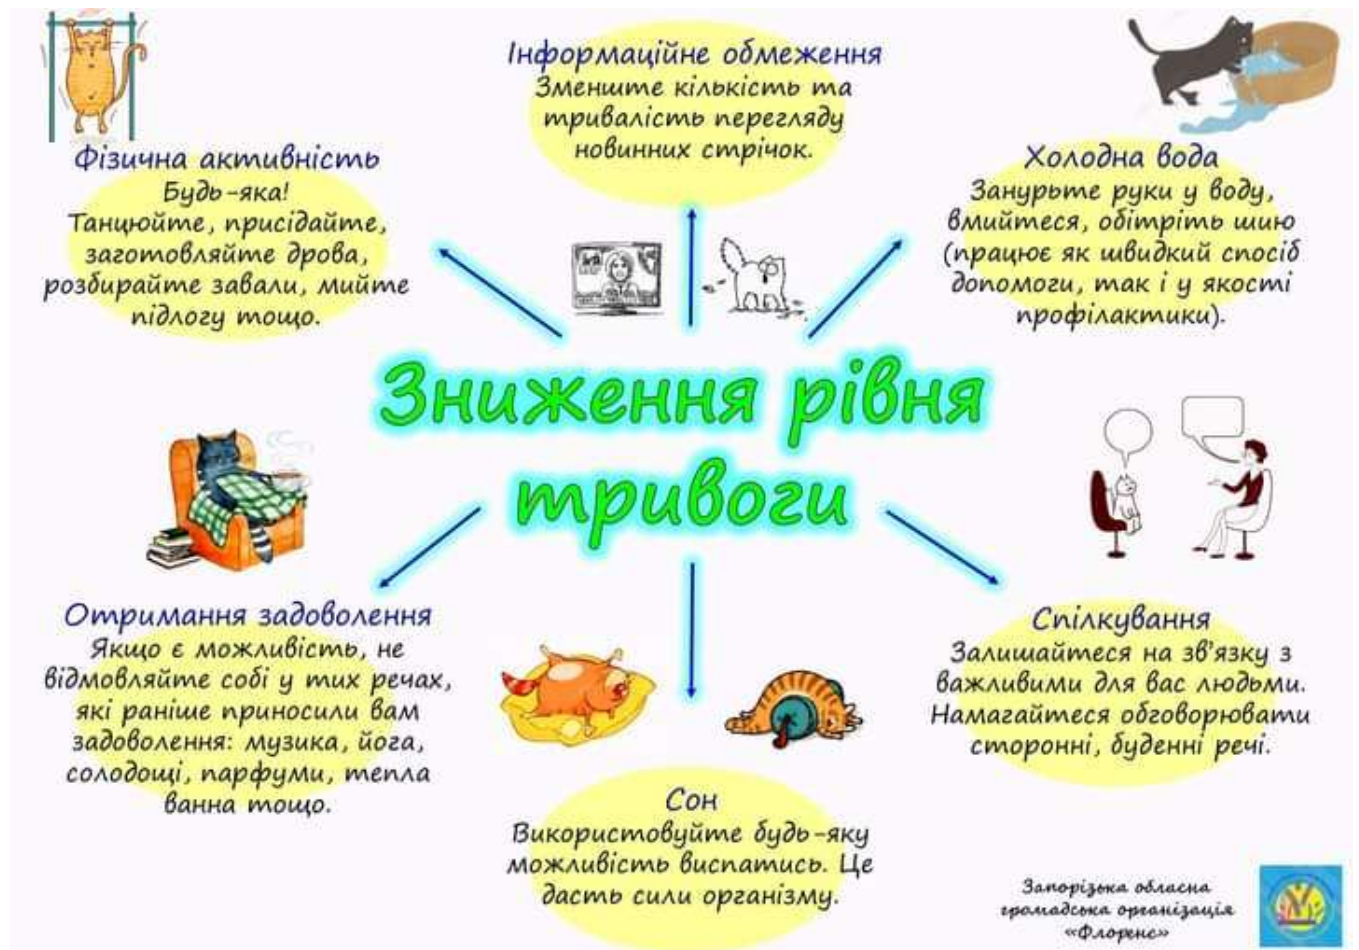 Зниження рівня
тривоги
Фізична активність
Будь-яка!
Танцюйте, присідайте,
заготовляйте дрова,
розбирайте завали, мийте
підлогу тощо.
Інформаційне обмеження
Зменште кількість та
тривалість перегляду
новинних стрічок.
Холодна вода
Занурьте руки у воду,
вмийтеся, обітріть шию
(працює як швидкий спосіб
допомоги, так і у якості
профілактики).
Отримання задоволення
Якщо є можливість, не
відмовляйте собі у тих речах,
які раніше приносили вам
задоволення: музика, йога,
солодощі, парфуми, тепла
ванна тощо.
Сон
Використовуйте будь-яку
можливість виспатись. Це
дасть сили організму.
Спілкування
Залишайтеся на зв'язку з
важливими для вас людьми.
Намагайтеся обговорювати
сторонні, буденні речі.
Запорізька обласна
громадська організація
«Флоренс»